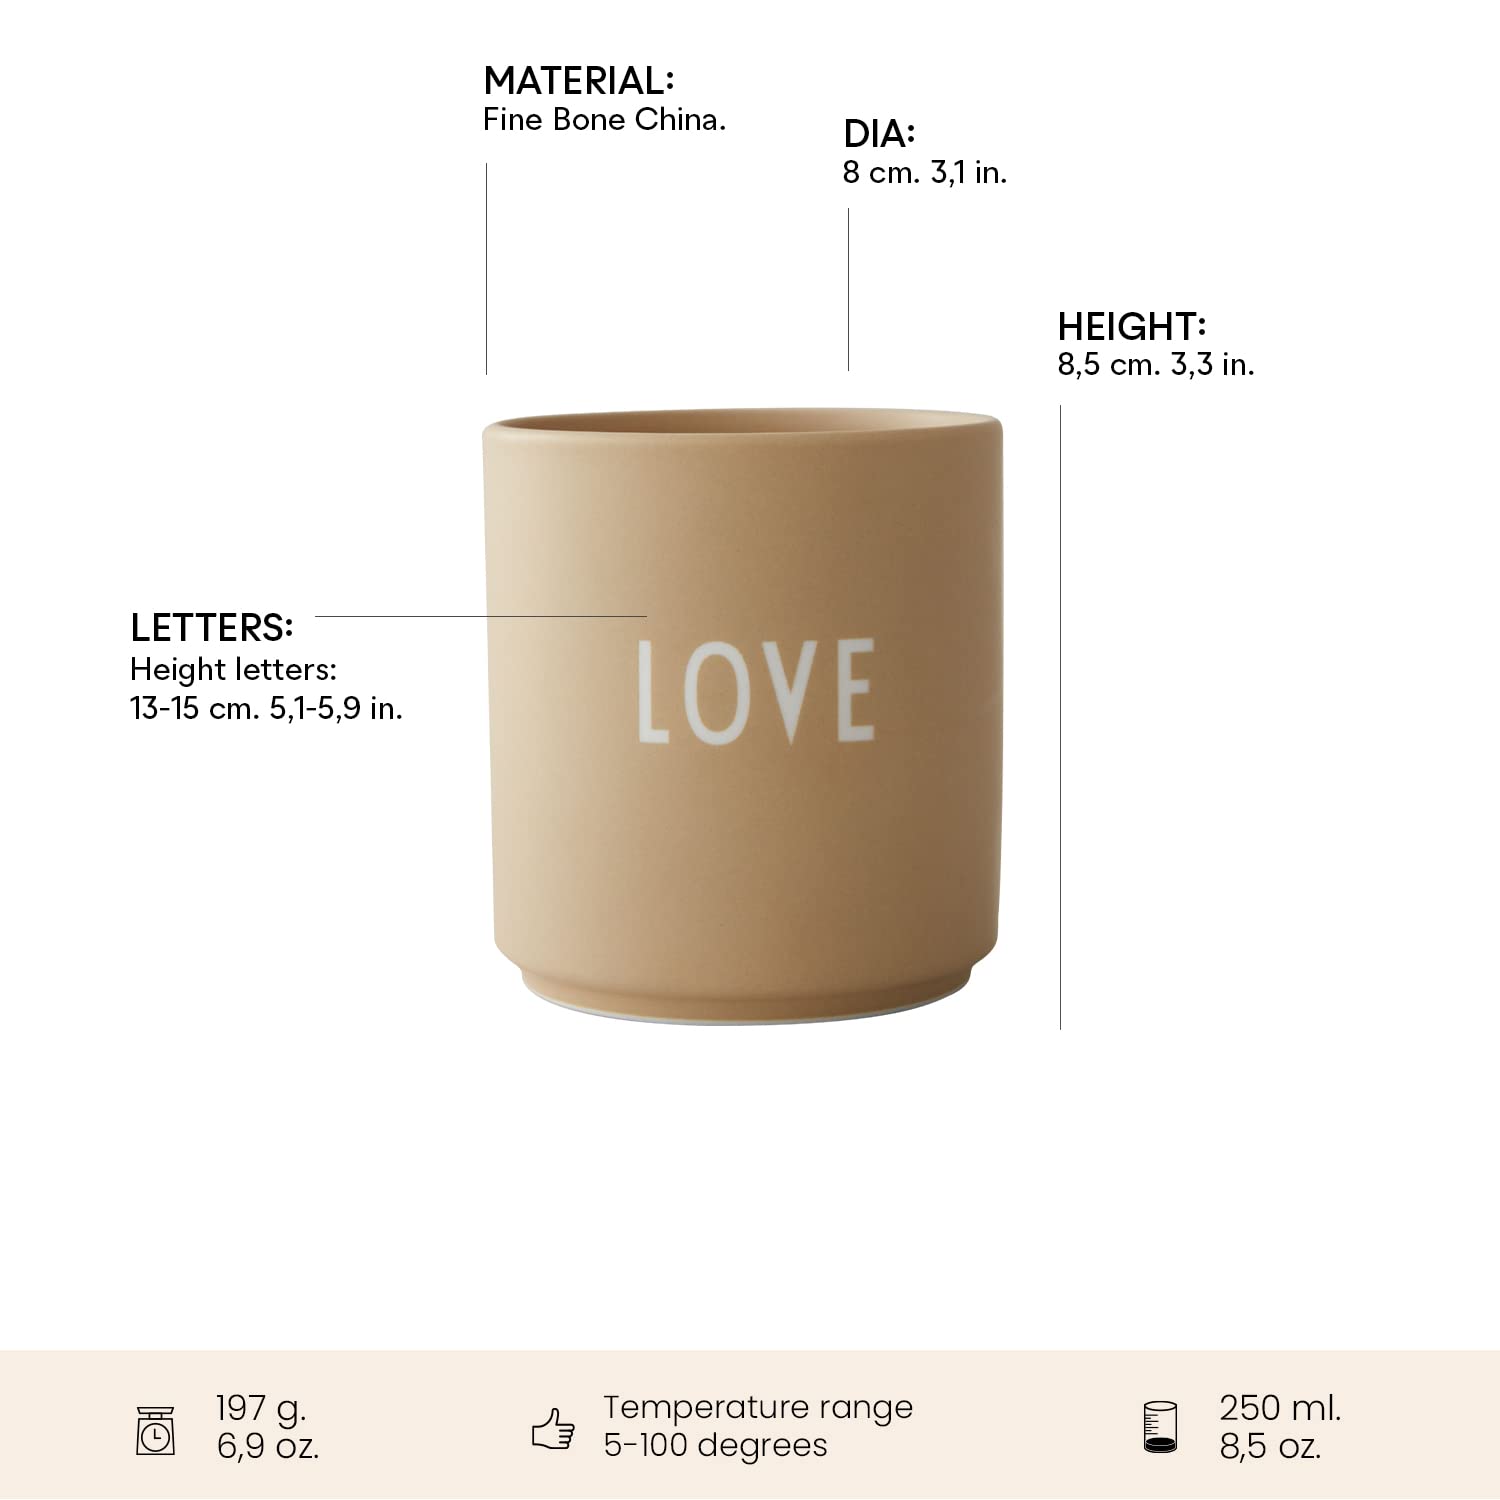 MATERIAL:
Fine Bone China.
DIA:
8 cm. 3,1 in.
HEIGHT:
8,5 cm. 3,3 in.
LETTERS:
Height letters:
13-15 cm. 5,1-5,9 in.
LOVE
197 g.
6,9 oz.
Temperature range
5-100 degrees
250 ml.
8,5 oz.